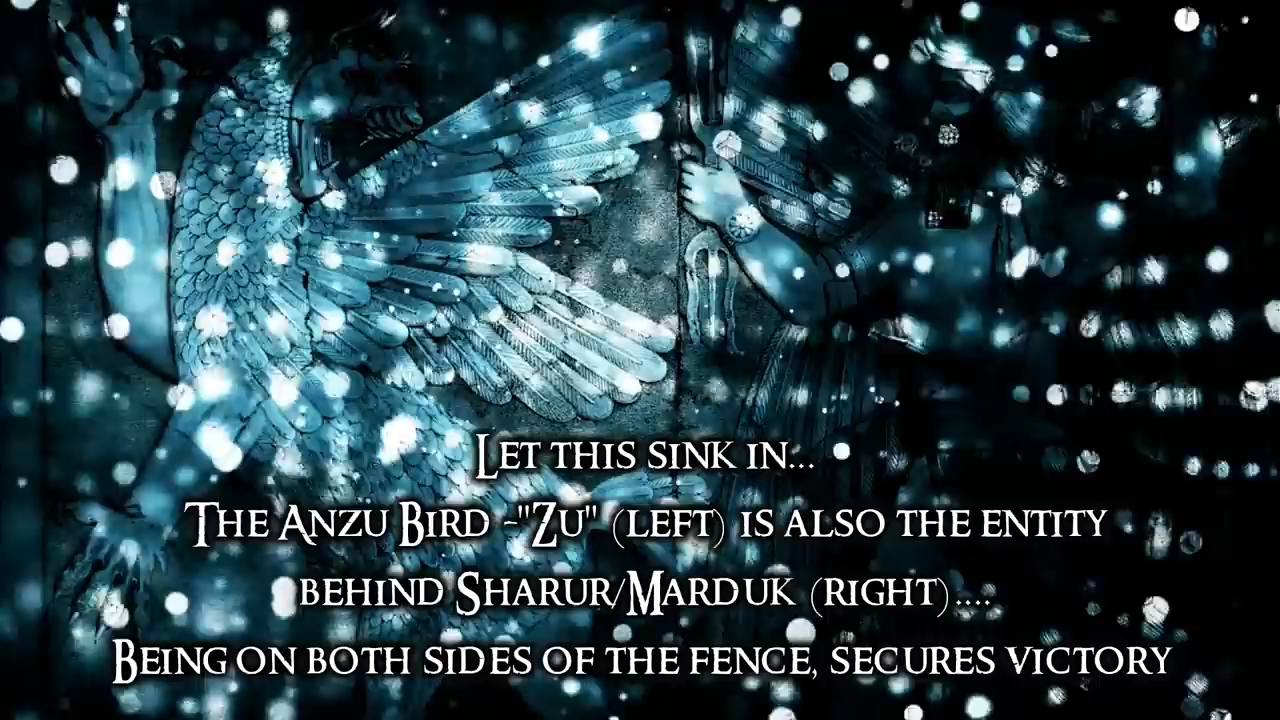 Let this sink in...
The Anzu Bird -"Zu" (left) is also the entity
behind Sharur/Marduk (right)....
Being on both sides of the fence, secures victory